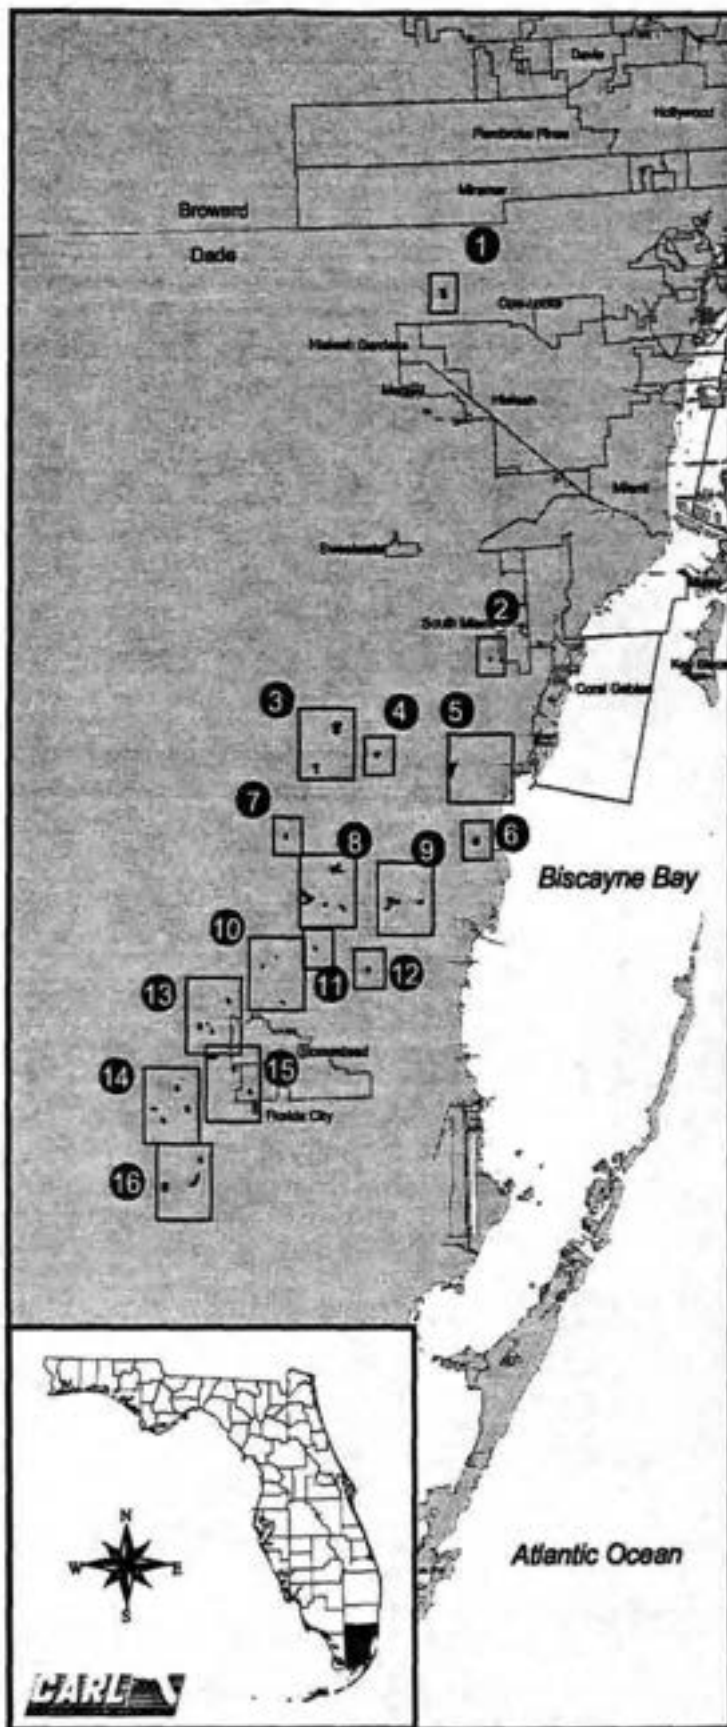 Davie
Hollywood
Pembroke Pines
Miramar
Broward
Dade
1
Opa-Locka
Hialeah Gardens
Medley
Hialeah
Miami
Sweetwater
2
South Miami
Coral Gables
3
4
5
7
8
9
6
Biscayne Bay
10
11
12
13
Homestead
14
15
Florida City
16
N
W E
S
Atlantic Ocean
CARL